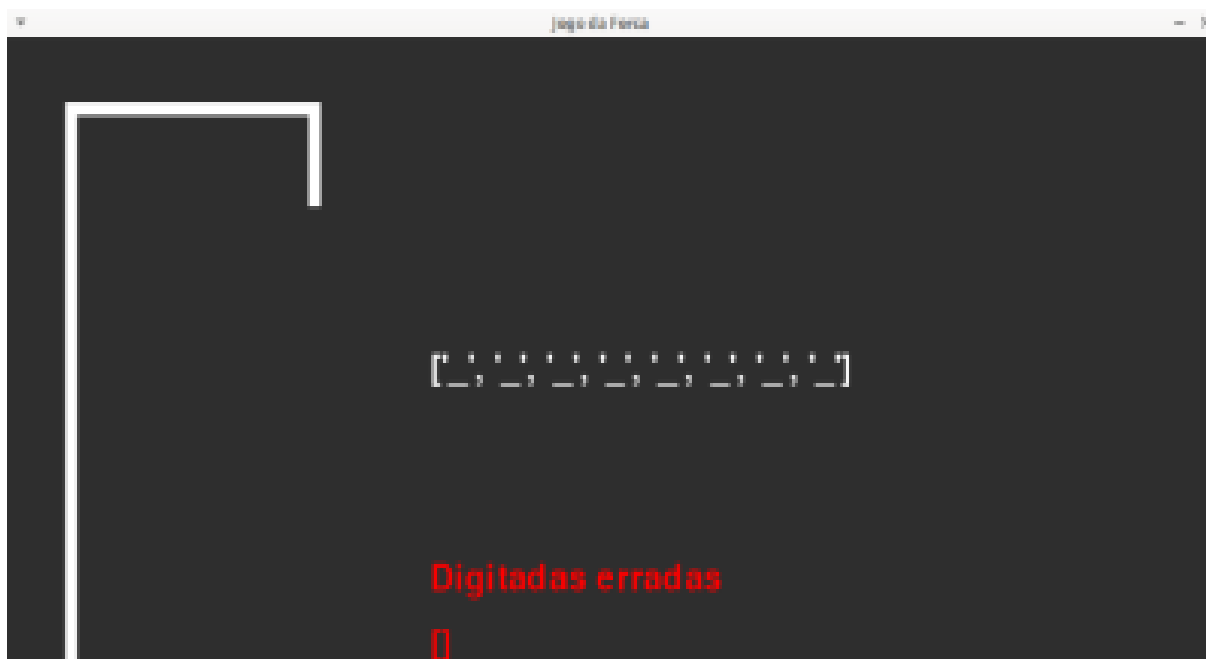 Jogo da Forca
['_', '_', '_', '_', '_', '_', '_', '_']
Digitadas erradas
[]